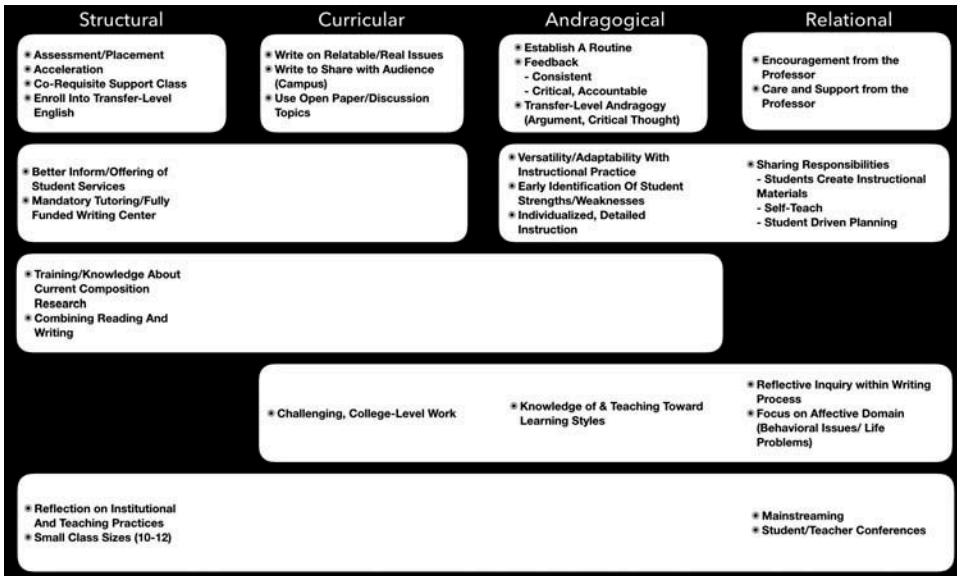 Structural
Curricular
Andragogical
Relational
✷ Assessment/Placement
✷ Acceleration
✷ Co-Requisite Support Class
✷ Enroll Into Transfer-Level
English
✷ Write on Relatable/Real Issues
✷ Write to Share with Audience
(Campus)
✷ Use Open Paper/Discussion
Topics
✷ Establish A Routine
✷ Feedback
- Consistent
- Critical, Accountable
✷ Transfer-Level Andragogy
(Argument, Critical Thought)
✷ Encouragement from the
Professor
✷ Care and Support from the
Professor
✷ Better Inform/Offering of
Student Services
✷ Mandatory Tutoring/Fully
Funded Writing Center
✷ Versatility/Adaptability With
Instructional Practice
✷ Early Identification Of Student
Strengths/Weaknesses
✷ Individualized, Detailed
Instruction
✷ Sharing Responsibilities
- Students Create Instructional
Materials
- Self-Teach
- Student Driven Planning
✷ Training/Knowledge About
Current Composition
Research
✷ Combining Reading And
Writing
✷ Challenging, College-Level Work
✷ Knowledge of & Teaching Toward
Learning Styles
✷ Reflective Inquiry within Writing
Process
✷ Focus on Affective Domain
(Behavioral Issues/ Life
Problems)
✷ Reflection on Institutional
And Teaching Practices
✷ Small Class Sizes (10-12)
✷ Mainstreaming
✷ Student/Teacher Conferences